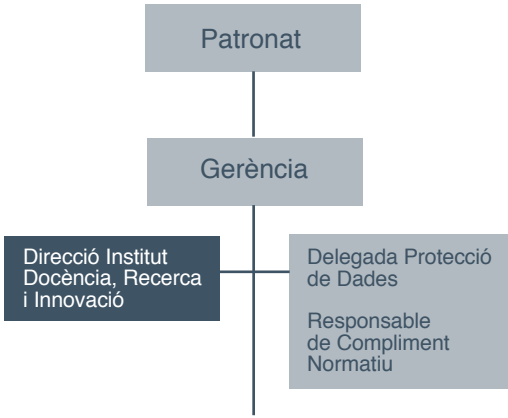 Patronat
Gerència
Direcció Institut
Docència, Recerca
i Innovació
Delegada Protecció
de Dades
Responsable
de Compliment
Normatiu